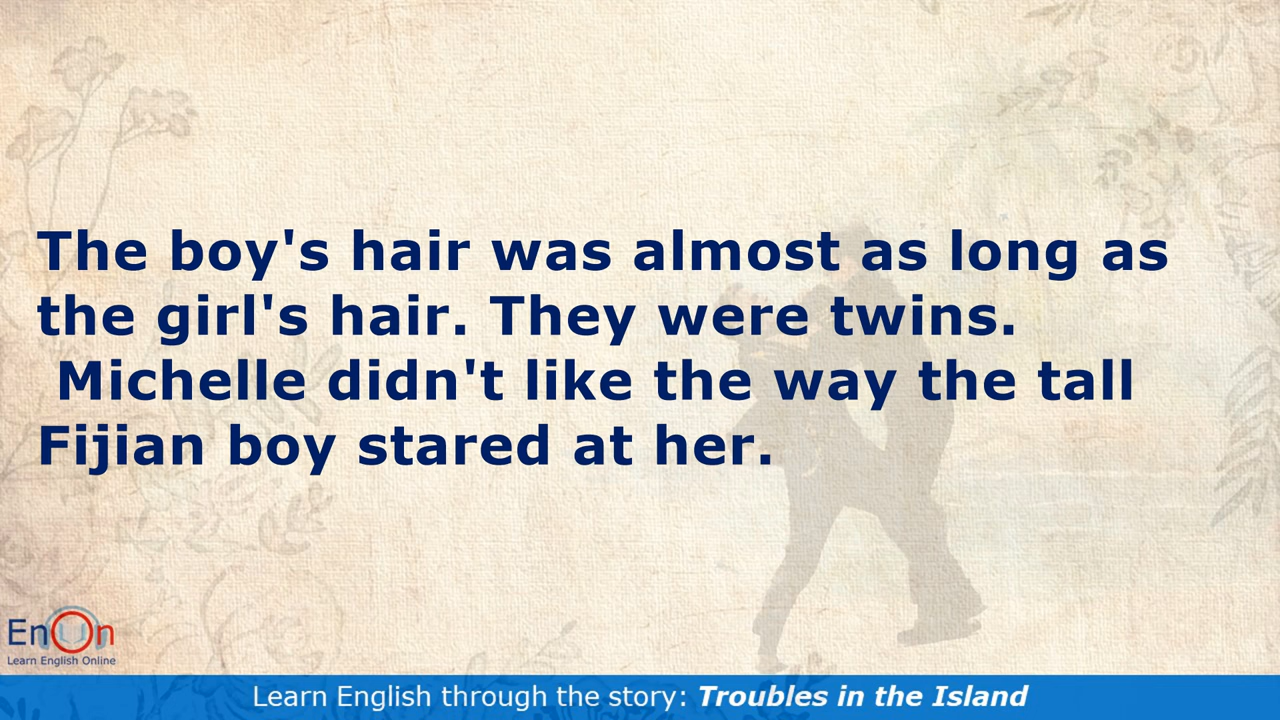 The boy's hair was almost as long as
the girl's hair. They were twins.
Michelle didn't like the way the tall
Fijian boy stared at her.
EnOn
Learn English Online
Learn English through the story: Troubles in the Island